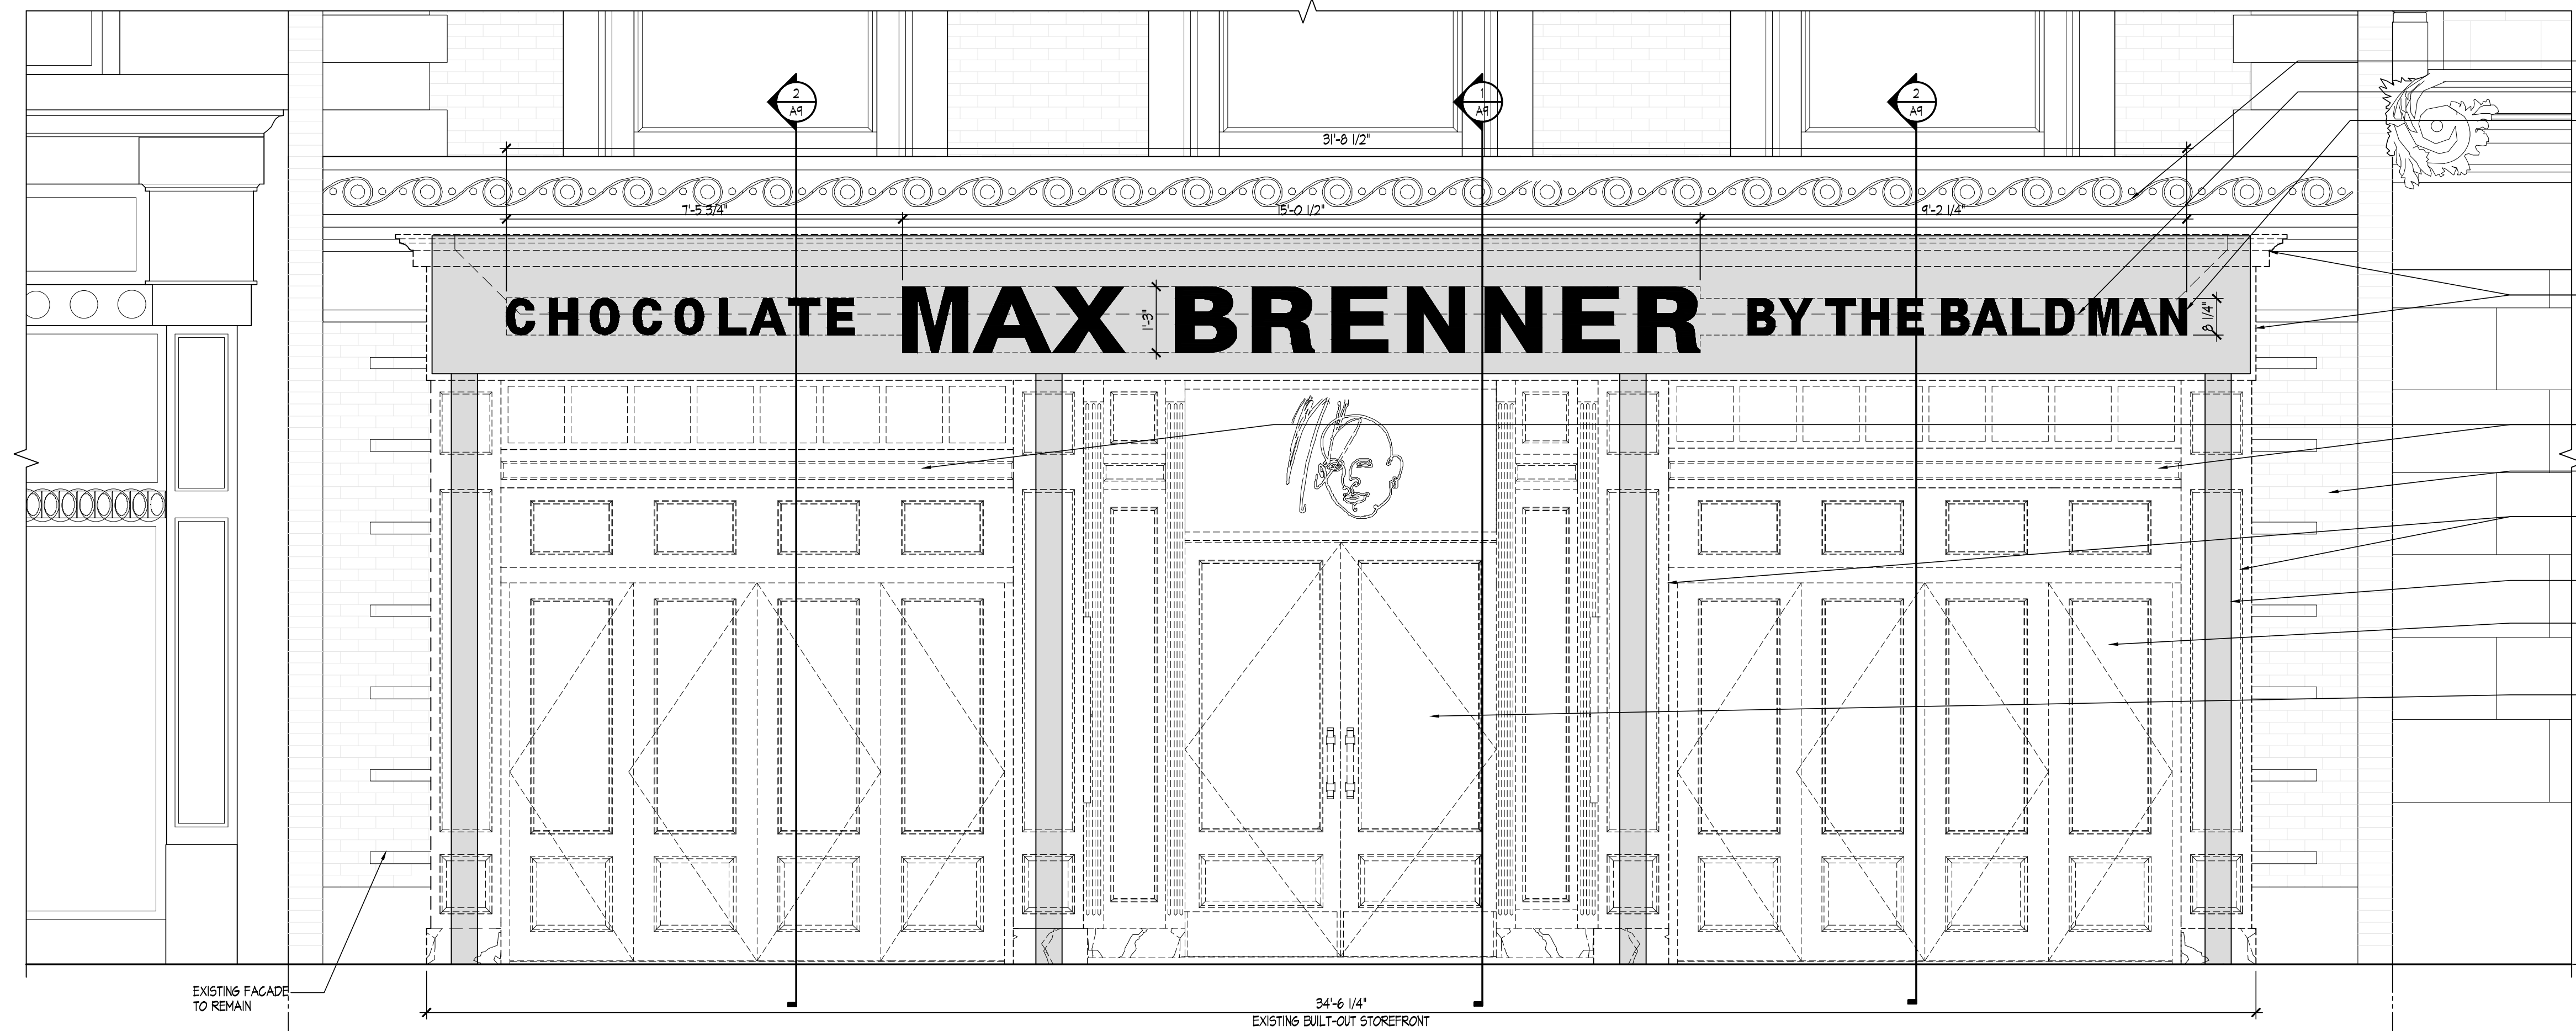 2
A9
1
A9
2
A9
31'-8 1/2"
7'-5 3/4"
15'-0 1/2"
9'-2 1/4"
CHOCOLATE MAX BRENNER BY THE BALD MAN
1'-3"
8 1/4"
EXISTING FACADE
TO REMAIN
34'-6 1/4"
EXISTING BUILT-OUT STOREFRONT